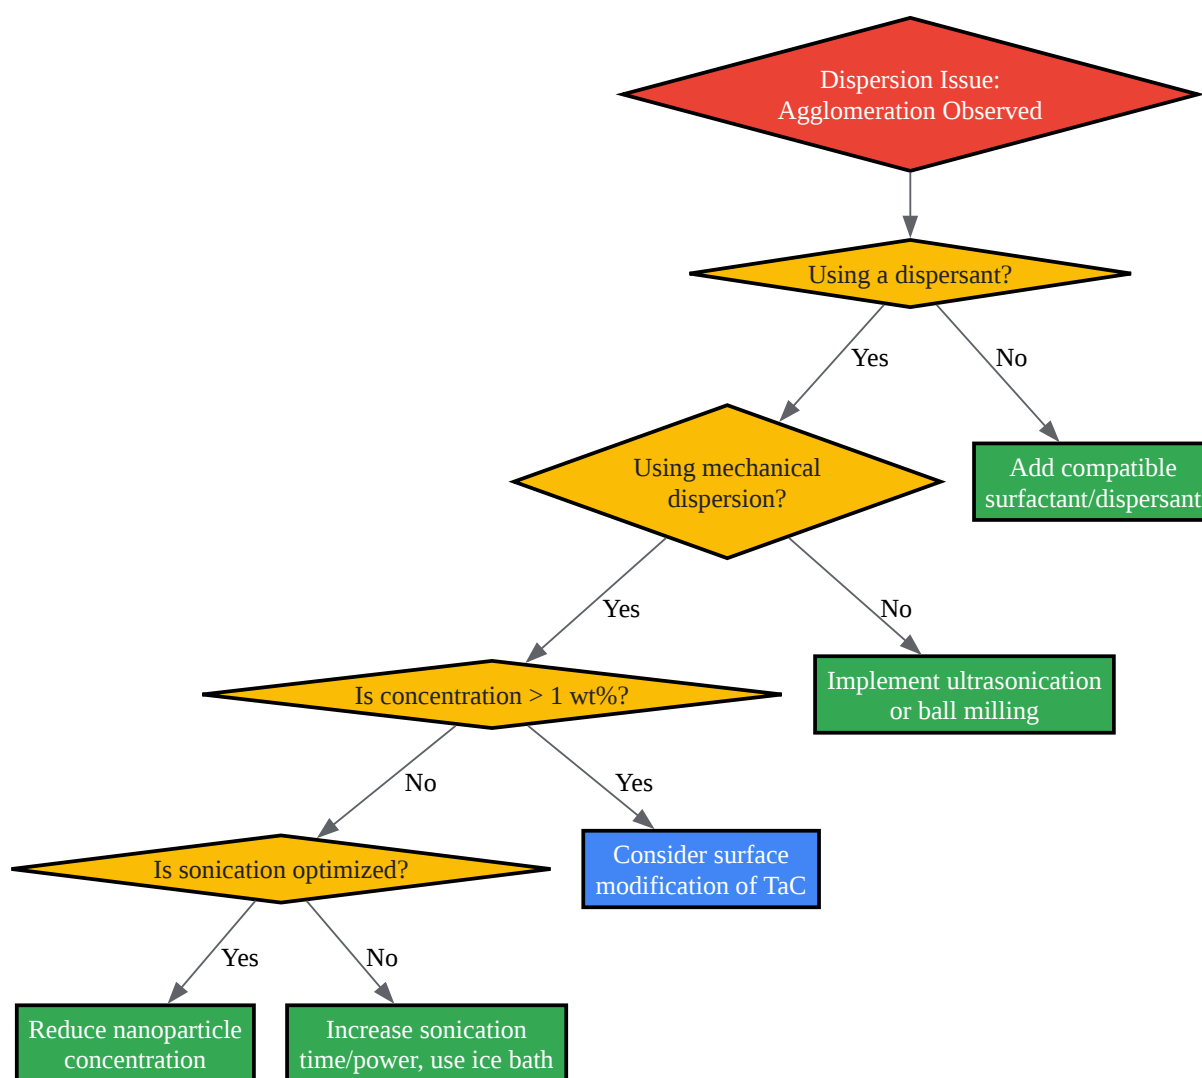 Dispersion Issue:
Agglomeration Observed
Using a dispersant?
Yes
No
Using mechanical
dispersion?
Add compatible
surfactant/dispersant
Yes
No
Is concentration > 1 wt%?
Implement ultrasonication
or ball milling
No
Yes
Is sonication optimized?
Consider surface
modification of TaC
Yes
No
Reduce nanoparticle
concentration
Increase sonication
time/power, use ice bath